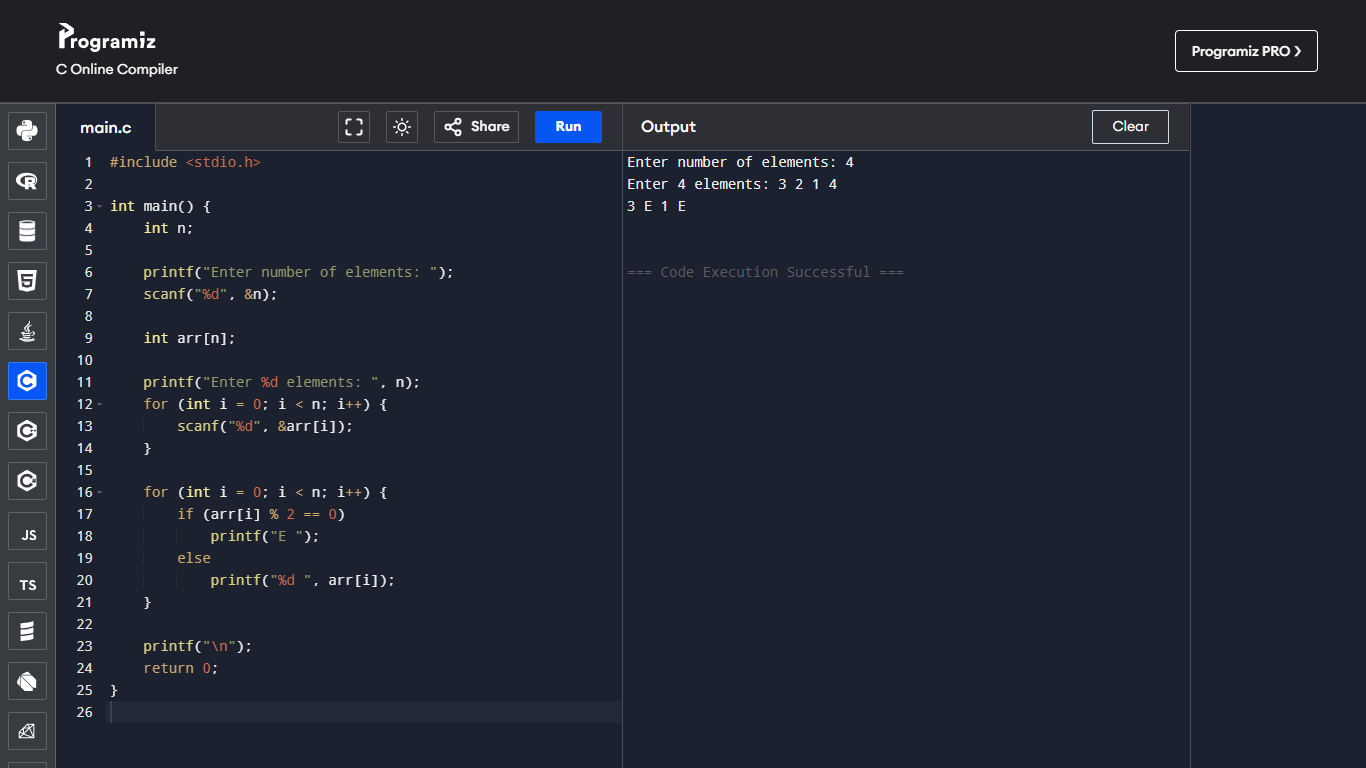 Programiz
C Online Compiler
Programiz PRO ❯
main.c
Share
Run
Output
Clear
1 #include <stdio.h>
2
3 int main() {
4     int n;
5
6     printf("Enter number of elements: ");
7     scanf("%d", &n);
8
9     int arr[n];
10
11     printf("Enter %d elements: ", n);
12     for (int i = 0; i < n; i++) {
13         scanf("%d", &arr[i]);
14     }
15
16     for (int i = 0; i < n; i++) {
17         if (arr[i] % 2 == 0)
18             printf("E ");
19         else
20             printf("%d ", arr[i]);
21     }
22
23     printf("\n");
24     return 0;
25 }
26
Enter number of elements: 4
Enter 4 elements: 3 2 1 4
3 E 1 E
=== Code Execution Successful ===
JS
TS